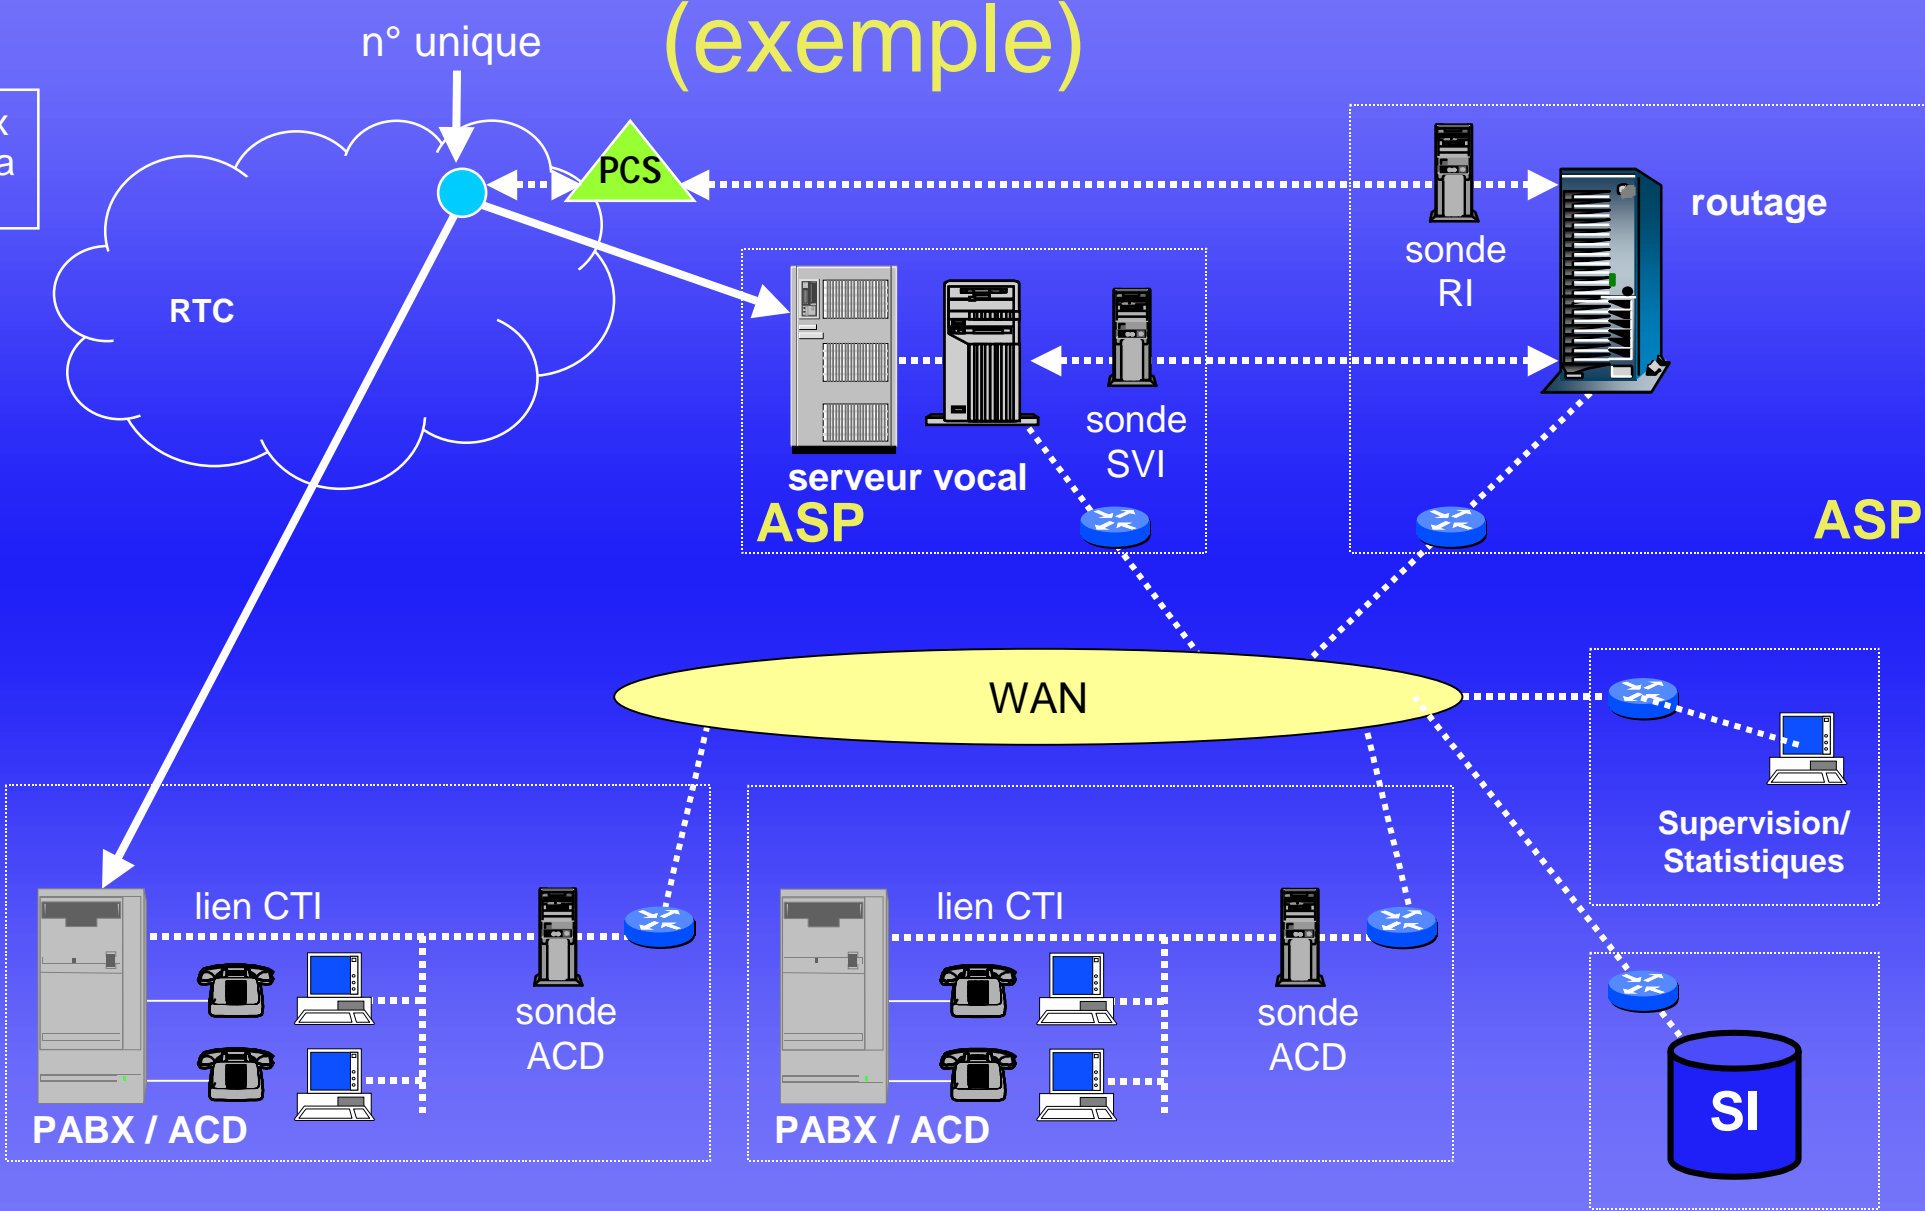 (exemple)
n° unique
x
a
PCS
RTC
routage
sonde
RI
sonde
SVI
serveur vocal
ASP
ASP
WAN
Supervision/
Statistiques
lien CTI
sonde
ACD
PABX / ACD
lien CTI
sonde
ACD
PABX / ACD
SI